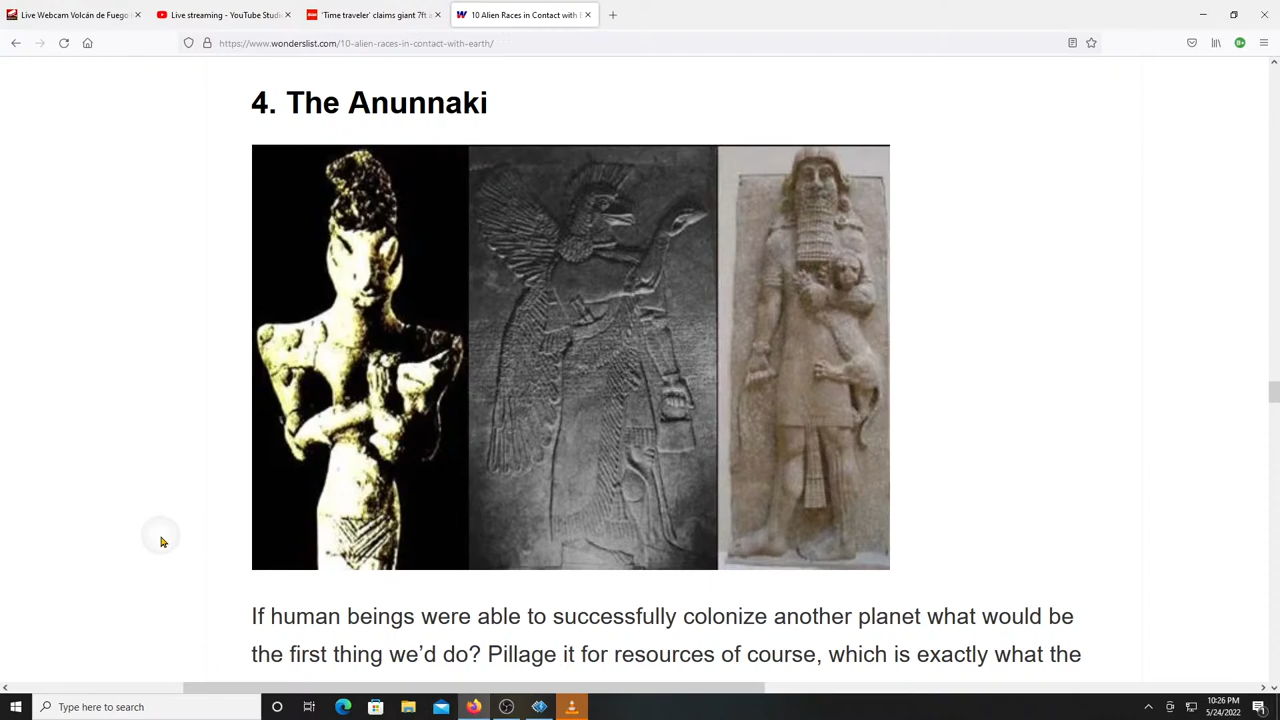 Live Webcam Volcán de Fuego
Live streaming - YouTube Studi
'Time traveler' claims giant 7ft a
10 Alien Races in Contact with
https://www.wonderslist.com/10-alien-races-in-contact-with-earth/
4. The Anunnaki
If human beings were able to successfully colonize another planet what would be
the first thing we’d do? Pillage it for resources of course, which is exactly what the
Type here to search
10:26 PM
5/24/2022